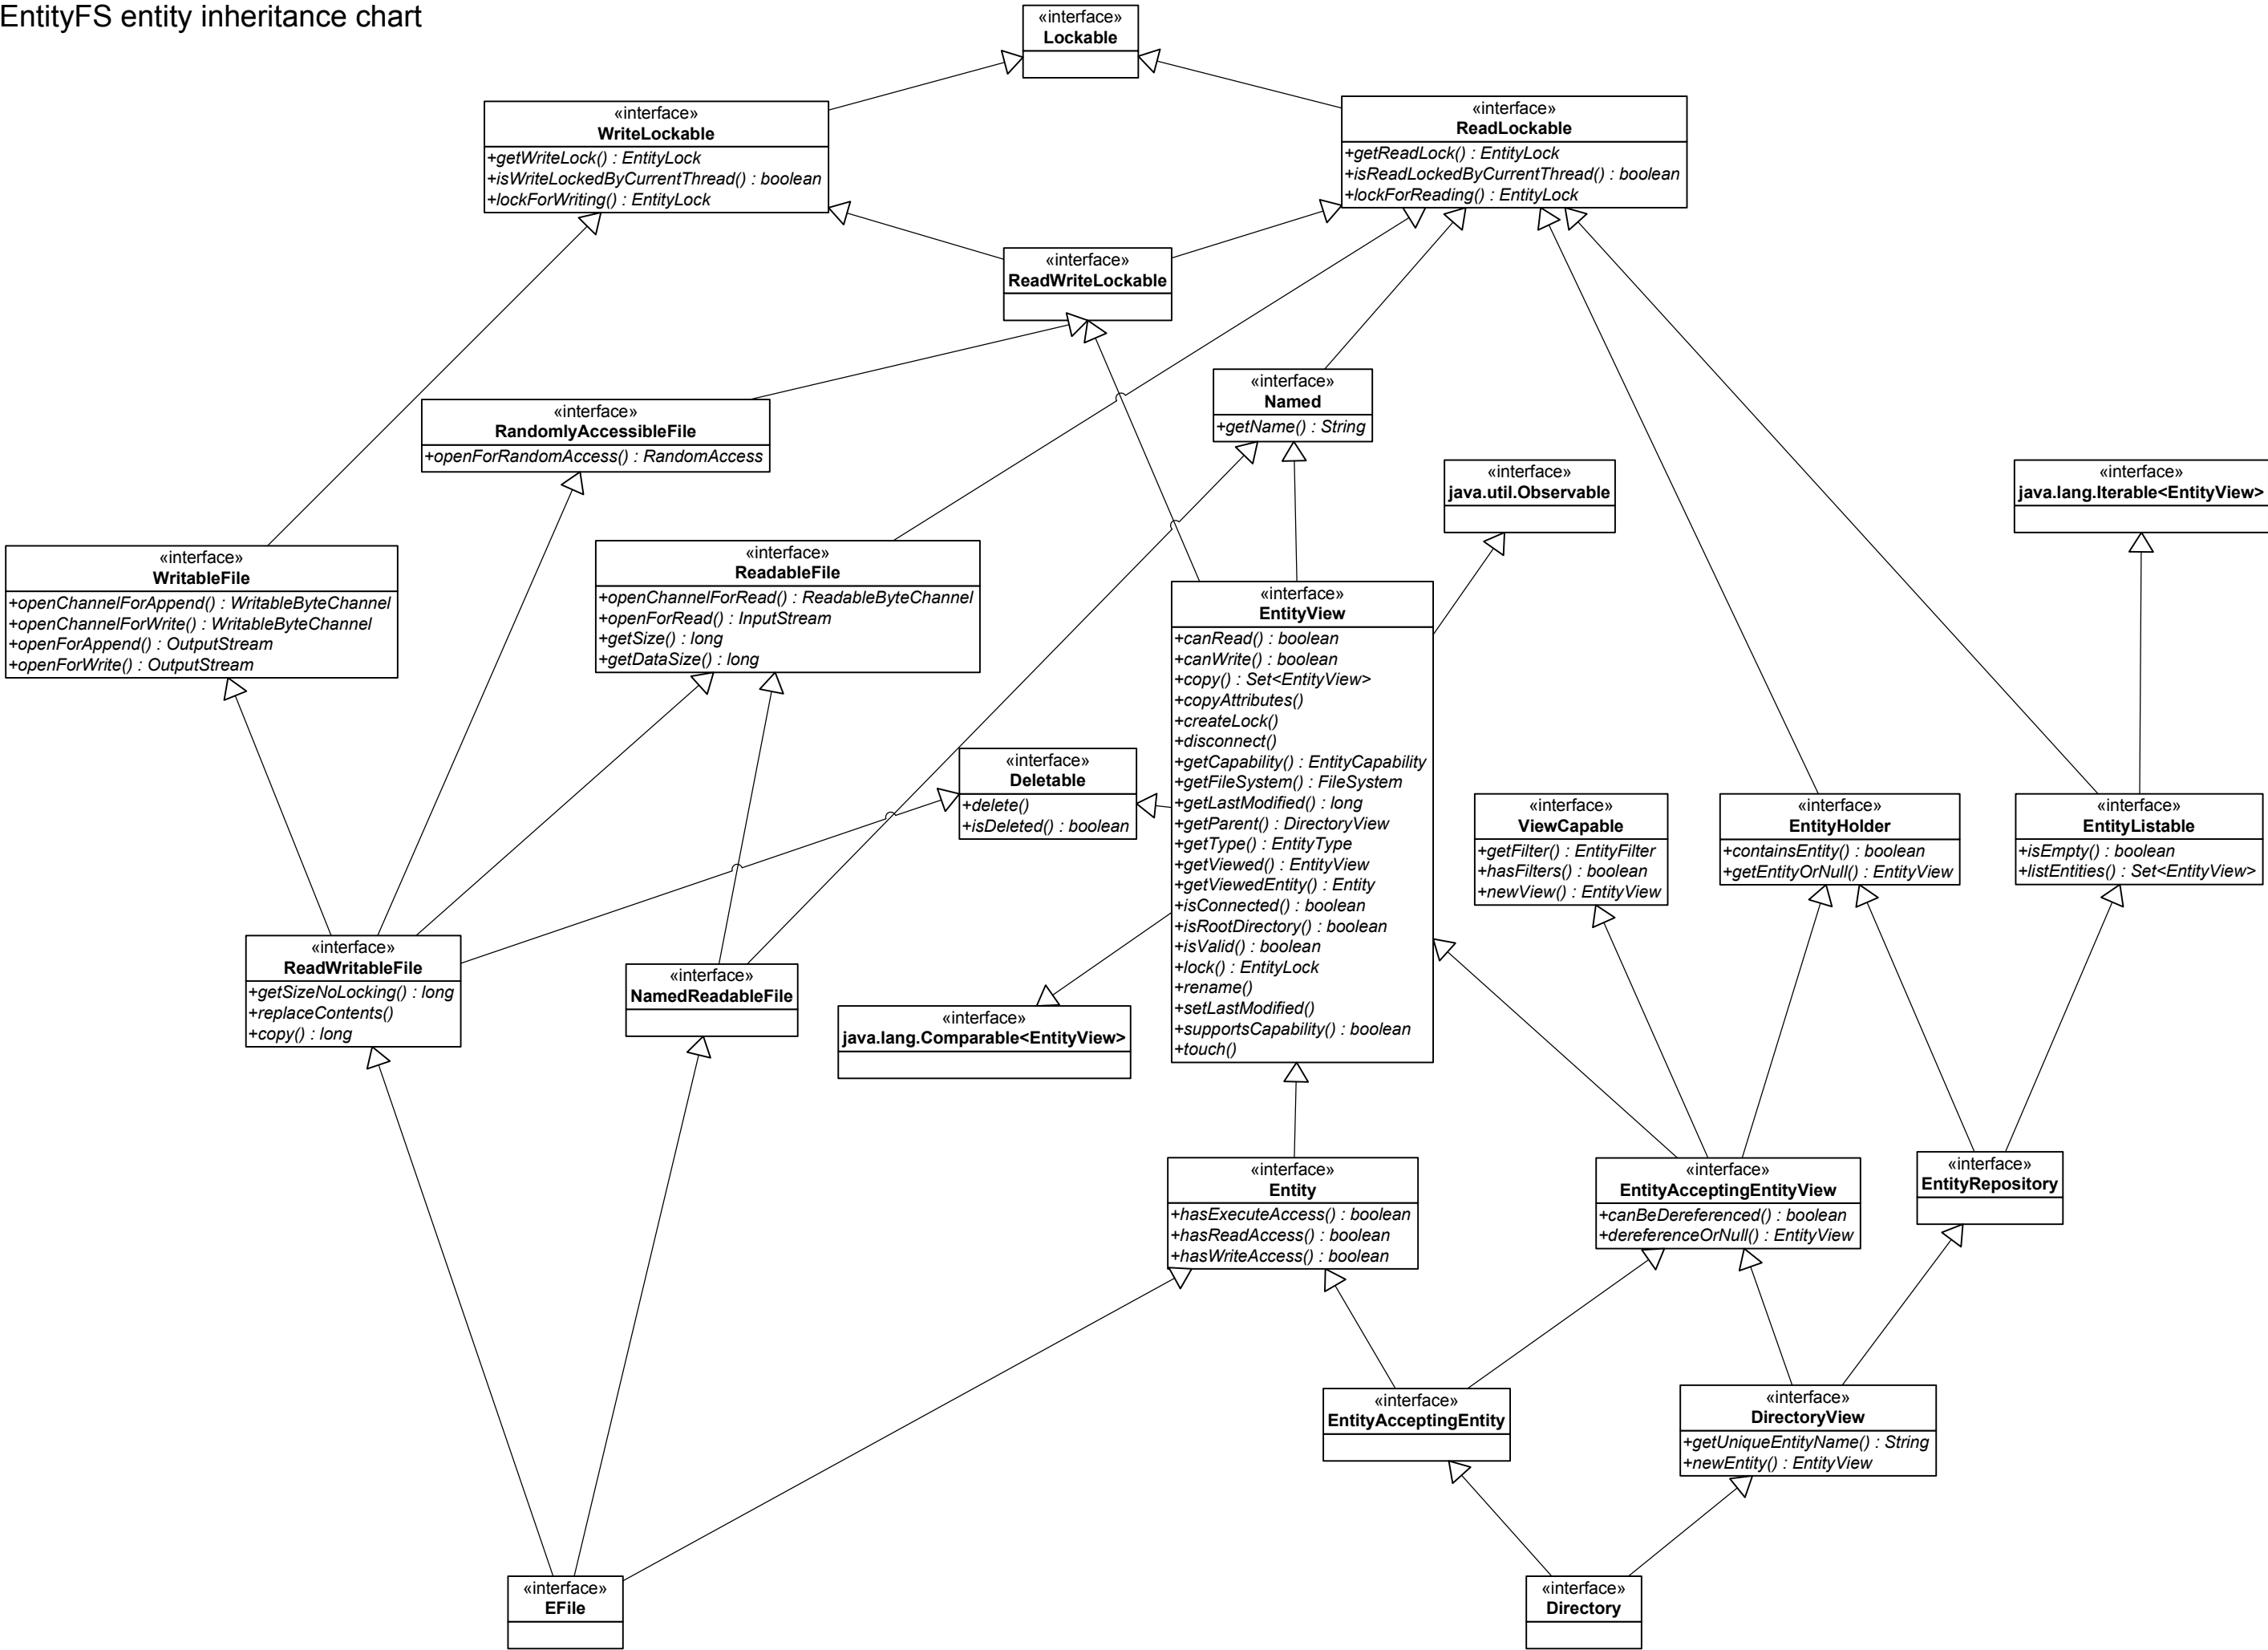 EntityFS entity inheritance chart
«interface»
Lockable
«interface»
WriteLockable
+getWriteLock() : EntityLock
+isWriteLockedByCurrentThread() : boolean
+lockForWriting() : EntityLock
«interface»
ReadLockable
+getReadLock() : EntityLock
+isReadLockedByCurrentThread() : boolean
+lockForReading() : EntityLock
«interface»
ReadWriteLockable
«interface»
Named
+getName() : String
«interface»
RandomlyAccessibleFile
+openForRandomAccess() : RandomAccess
«interface»
java.util.Observable
«interface»
java.lang.Iterable<EntityView>
«interface»
WritableFile
+openChannelForAppend() : WritableByteChannel
+openChannelForWrite() : WritableByteChannel
+openForAppend() : OutputStream
+openForWrite() : OutputStream
«interface»
ReadableFile
+openChannelForRead() : ReadableByteChannel
+openForRead() : InputStream
+getSize() : long
+getDataSize() : long
«interface»
EntityView
+canRead() : boolean
+canWrite() : boolean
+copy() : Set<EntityView>
+copyAttributes()
+createLock()
+disconnect()
+getCapability() : EntityCapability
+getFileSystem() : FileSystem
+getLastModified() : long
+getParent() : DirectoryView
+getType() : EntityType
+getViewed() : EntityView
+getViewedEntity() : Entity
+isConnected() : boolean
+isRootDirectory() : boolean
+isValid() : boolean
+lock() : EntityLock
+rename()
+setLastModified()
+supportsCapability() : boolean
+touch()
«interface»
Deletable
+delete()
+isDeleted() : boolean
«interface»
ViewCapable
+getFilter() : EntityFilter
+hasFilters() : boolean
+newView() : EntityView
«interface»
EntityHolder
+containsEntity() : boolean
+getEntityOrNull() : EntityView
«interface»
EntityListable
+isEmpty() : boolean
+listEntities() : Set<EntityView>
«interface»
ReadWritableFile
+getSizeNoLocking() : long
+replaceContents()
+copy() : long
«interface»
NamedReadableFile
«interface»
java.lang.Comparable<EntityView>
«interface»
Entity
+hasExecuteAccess() : boolean
+hasReadAccess() : boolean
+hasWriteAccess() : boolean
«interface»
EntityAcceptingEntityView
+canBeDereferenced() : boolean
+dereferenceOrNull() : EntityView
«interface»
EntityRepository
«interface»
EntityAcceptingEntity
«interface»
DirectoryView
+getUniqueEntityName() : String
+newEntity() : EntityView
«interface»
EFile
«interface»
Directory